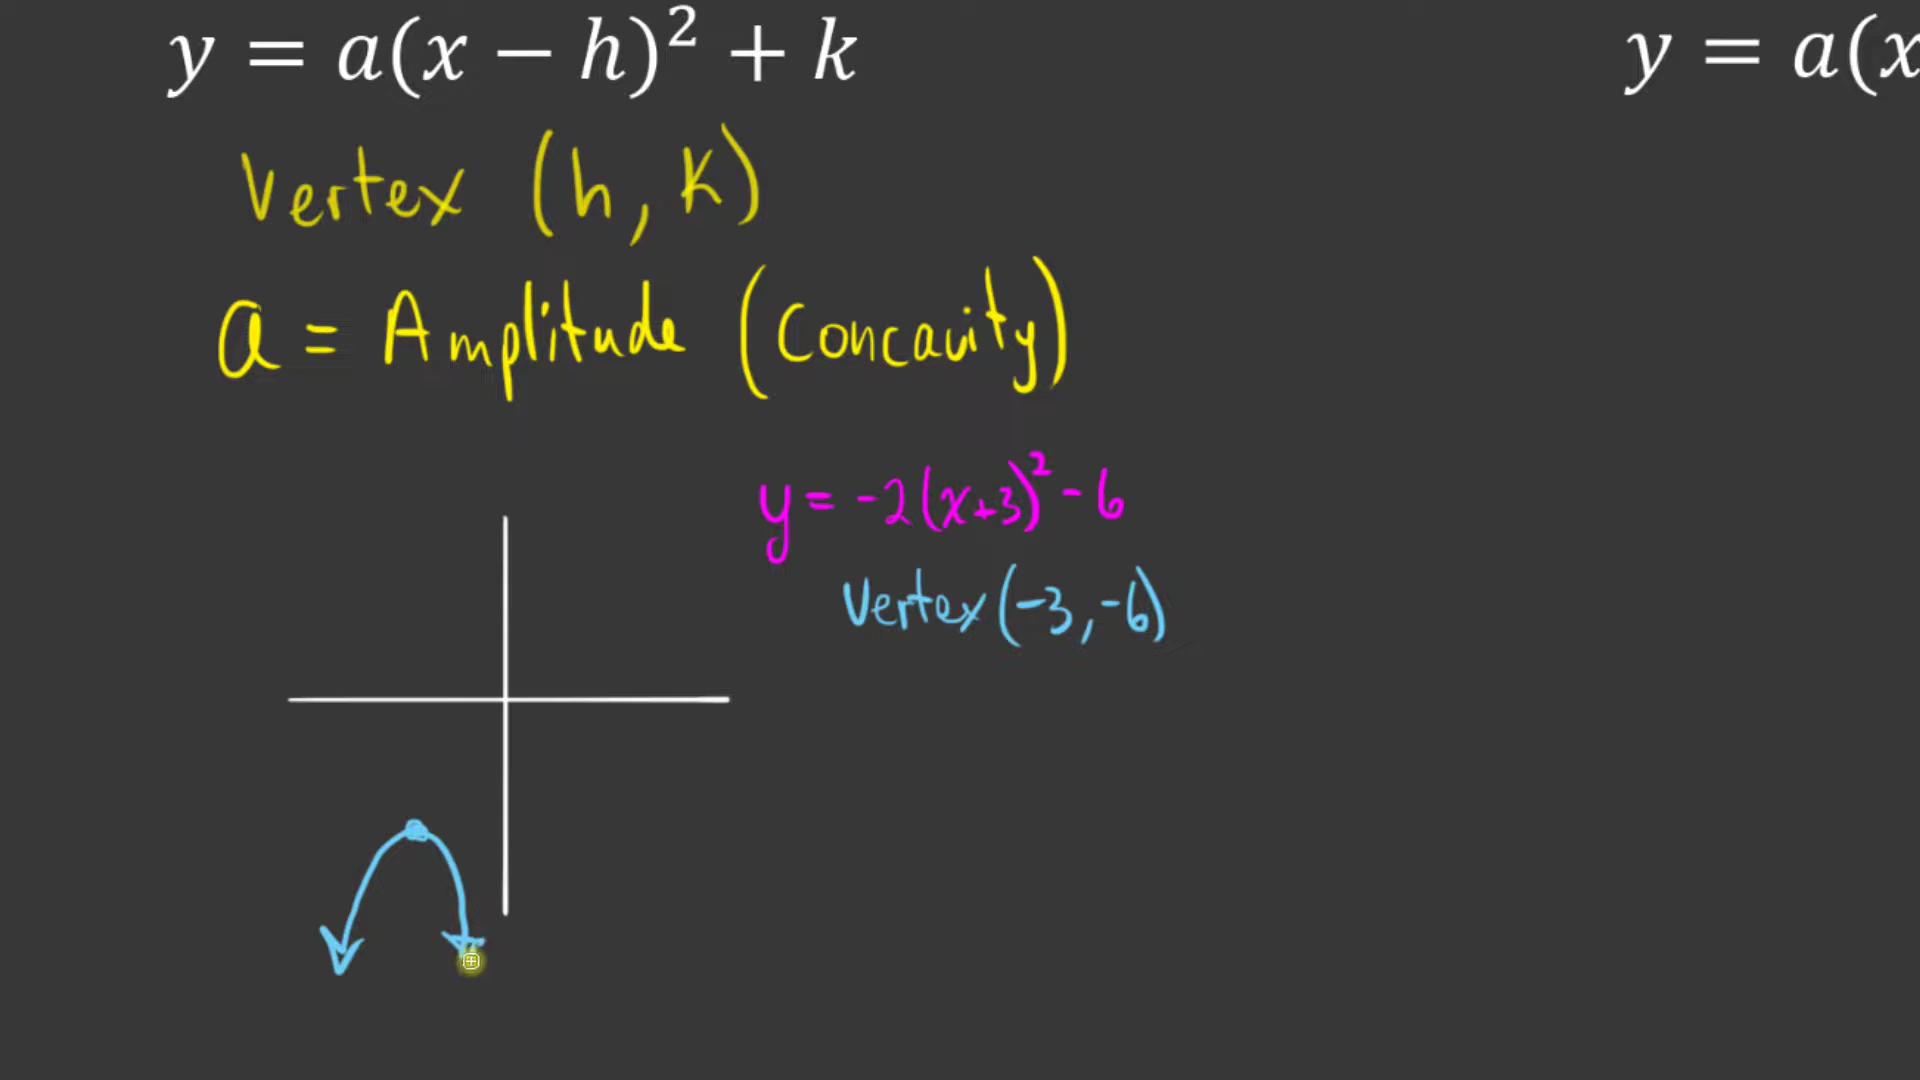 y = a(x − h)² + k
y = a(x
Vertex (h, k)
a = Amplitude (Concavity)
y = -2(x+3)² - 6
Vertex (-3, -6)